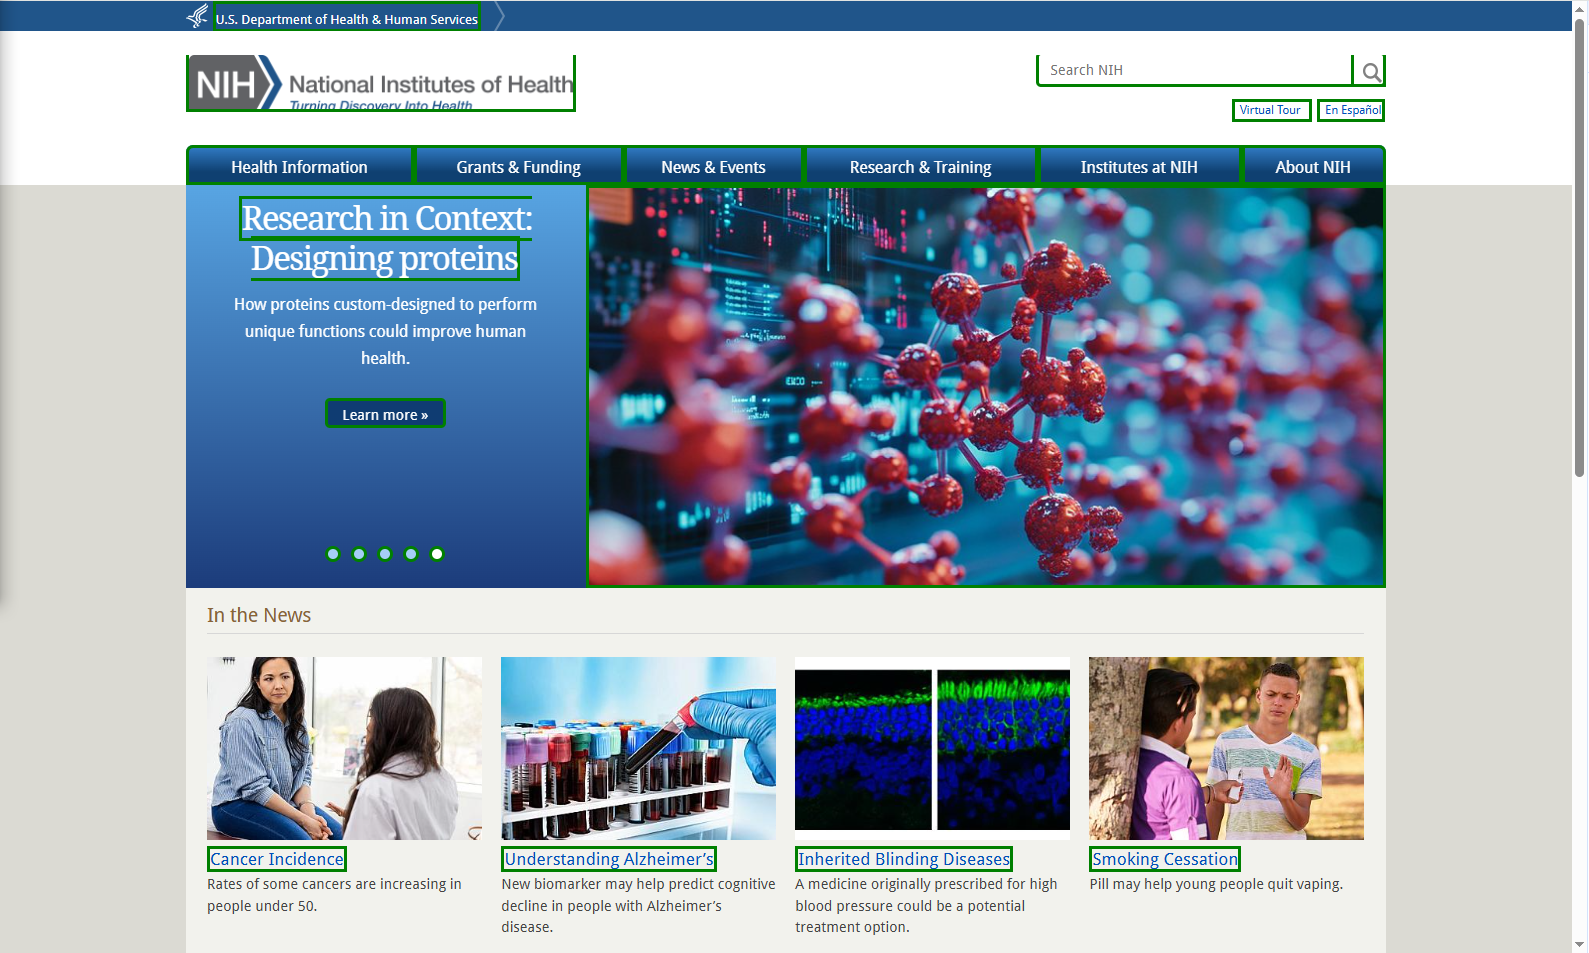 U.S. Department of Health & Human Services
NIH National Institutes of Health
Turning Discovery Into Health
Search NIH
Virtual Tour
En Español
Health Information
Grants & Funding
News & Events
Research & Training
Institutes at NIH
About NIH
Research in Context:
Designing proteins
How proteins custom-designed to perform
unique functions could improve human
health.
Learn more »
In the News
Cancer Incidence
Rates of some cancers are increasing in
people under 50.
Understanding Alzheimer’s
New biomarker may help predict cognitive
decline in people with Alzheimer’s
disease.
Inherited Blinding Diseases
A medicine originally prescribed for high
blood pressure could be a potential
treatment option.
Smoking Cessation
Pill may help young people quit vaping.